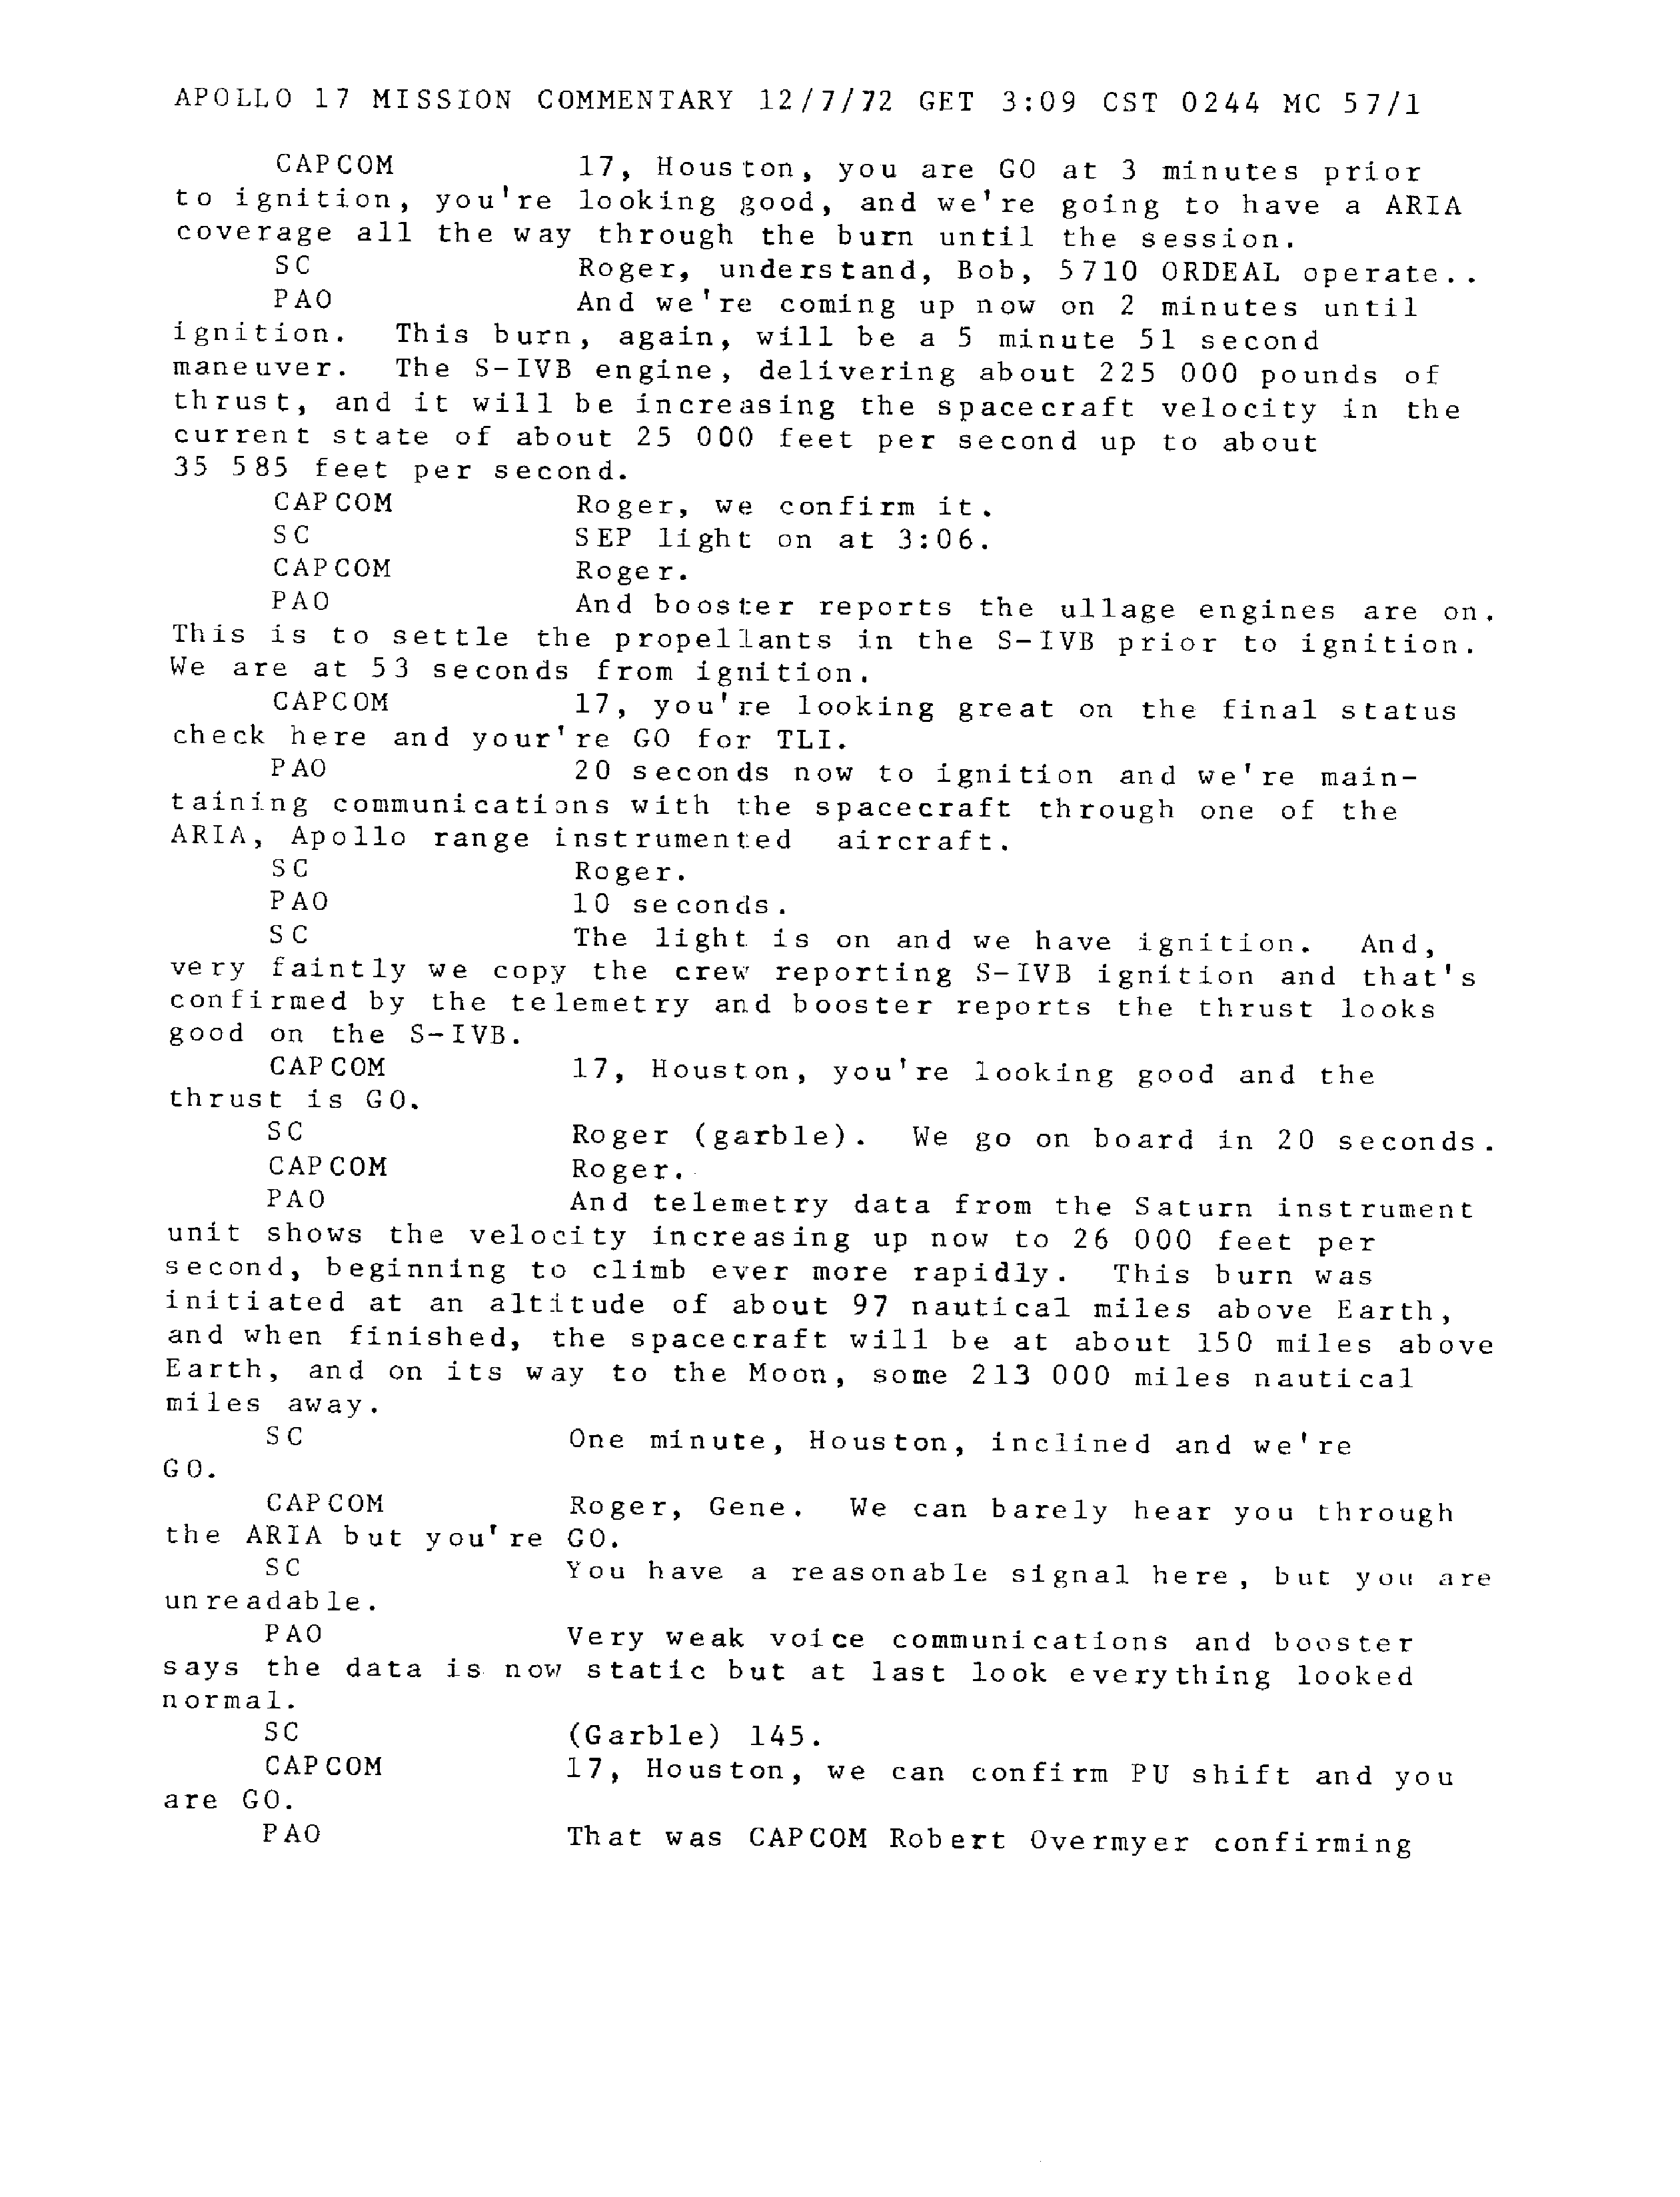 APOLLO 17 MISSION COMMENTARY 12/7/72 GET 3:09 CST 0244 MC 57/1
CAPCOM 17, Houston, you are GO at 3 minutes prior
to ignition, you're looking good, and we're going to have a ARIA
coverage all the way through the burn until the session.
SC Roger, understand, Bob, 5710 ORDEAL operate..
PAO And we're coming up now on 2 minutes until
ignition. This burn, again, will be a 5 minute 51 second
maneuver. The S-IVB engine, delivering about 225 000 pounds of
thrust, and it will be increasing the spacecraft velocity in the
current state of about 25 000 feet per second up to about
35 585 feet per second.
CAPCOM Roger, we confirm it.
SC SEP light on at 3:06.
CAPCOM Roger.
PAO And booster reports the ullage engines are on.
This is to settle the propellants in the S-IVB prior to ignition.
We are at 53 seconds from ignition.
CAPCOM 17, you're looking great on the final status
check here and your're GO for TLI.
PAO 20 seconds now to ignition and we're main-
taining communications with the spacecraft through one of the
ARIA, Apollo range instrumented aircraft.
SC Roger.
PAO 10 seconds.
SC The light is on and we have ignition. And,
very faintly we copy the crew reporting S-IVB ignition and that's
confirmed by the telemetry and booster reports the thrust looks
good on the S-IVB.
CAPCOM 17, Houston, you're looking good and the
thrust is GO.
SC Roger (garble). We go on board in 20 seconds.
CAPCOM Roger.
PAO And telemetry data from the Saturn instrument
unit shows the velocity increasing up now to 26 000 feet per
second, beginning to climb ever more rapidly. This burn was
initiated at an altitude of about 97 nautical miles above Earth,
and when finished, the spacecraft will be at about 150 miles above
Earth, and on its way to the Moon, some 213 000 miles nautical
miles away.
SC One minute, Houston, inclined and we're
GO.
CAPCOM Roger, Gene. We can barely hear you through
the ARIA but you're GO.
SC You have a reasonable signal here, but you are
unreadable.
PAO Very weak voice communications and booster
says the data is now static but at last look everything looked
normal.
SC (Garble) 145.
CAPCOM 17, Houston, we can confirm PU shift and you
are GO.
PAO That was CAPCOM Robert Overmyer confirming